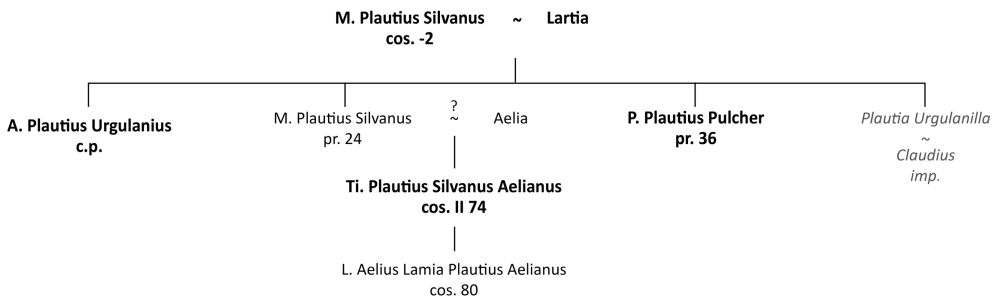 M. Plautius Silvanus ~ Lartia
cos. -2
A. Plautius Urgulanius
c.p.
M. Plautius Silvanus
pr. 24
?
~
Aelia
P. Plautius Pulcher
pr. 36
Plautia Urgulanilla
~
Claudius
imp.
Ti. Plautius Silvanus Aelianus
cos. II 74
L. Aelius Lamia Plautius Aelianus
cos. 80